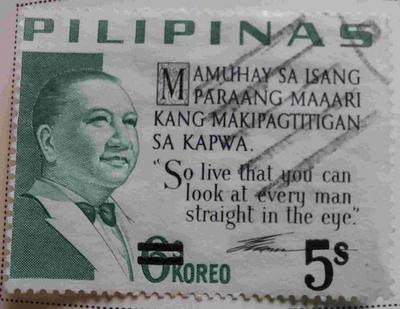 PILIPINAS
MAMUHAY SA ISANG
PARAANG MAAARI
KANG MAKIPAGTITIGAN
SA KAPWA.
"So live that you can
look at every man
straight in the eye."
6s KOREO 5s